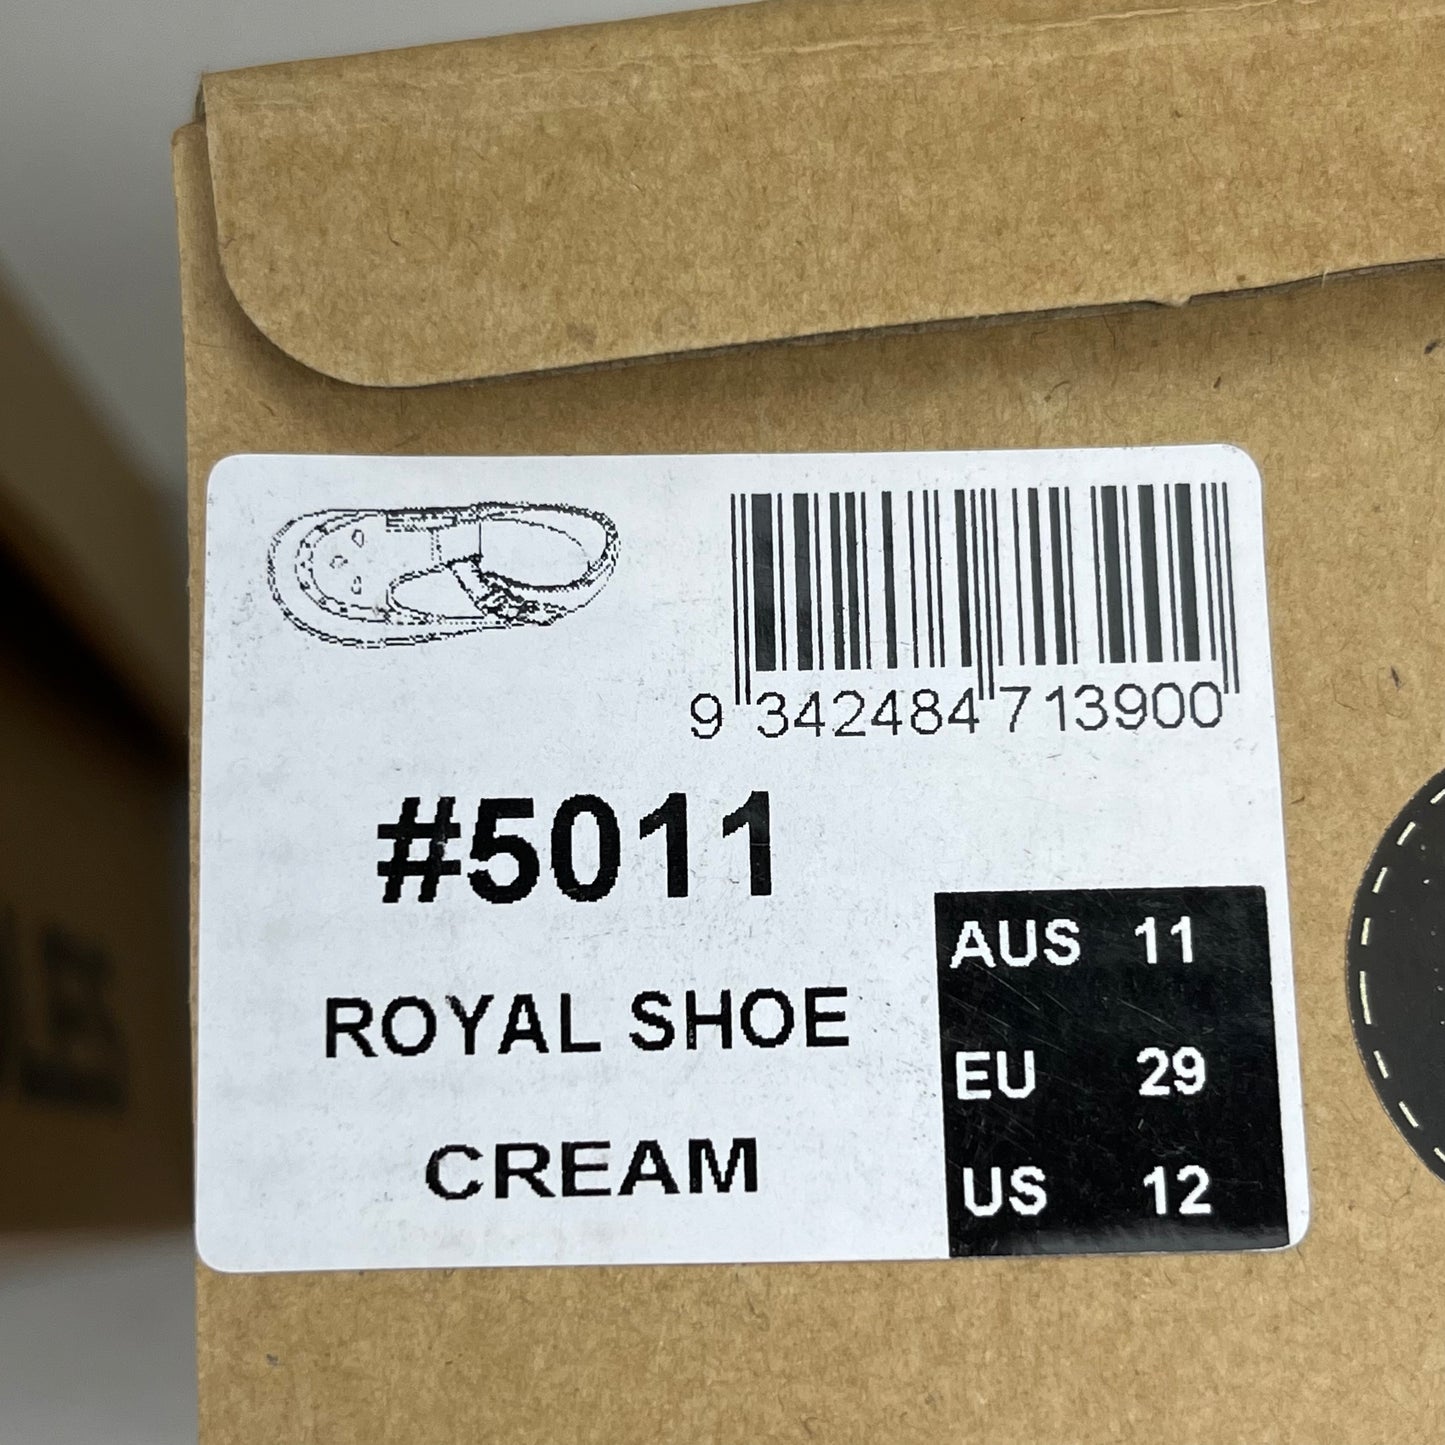 9 342484 713900
#5011
ROYAL SHOE
CREAM
AUS 11
EU 29
US 12